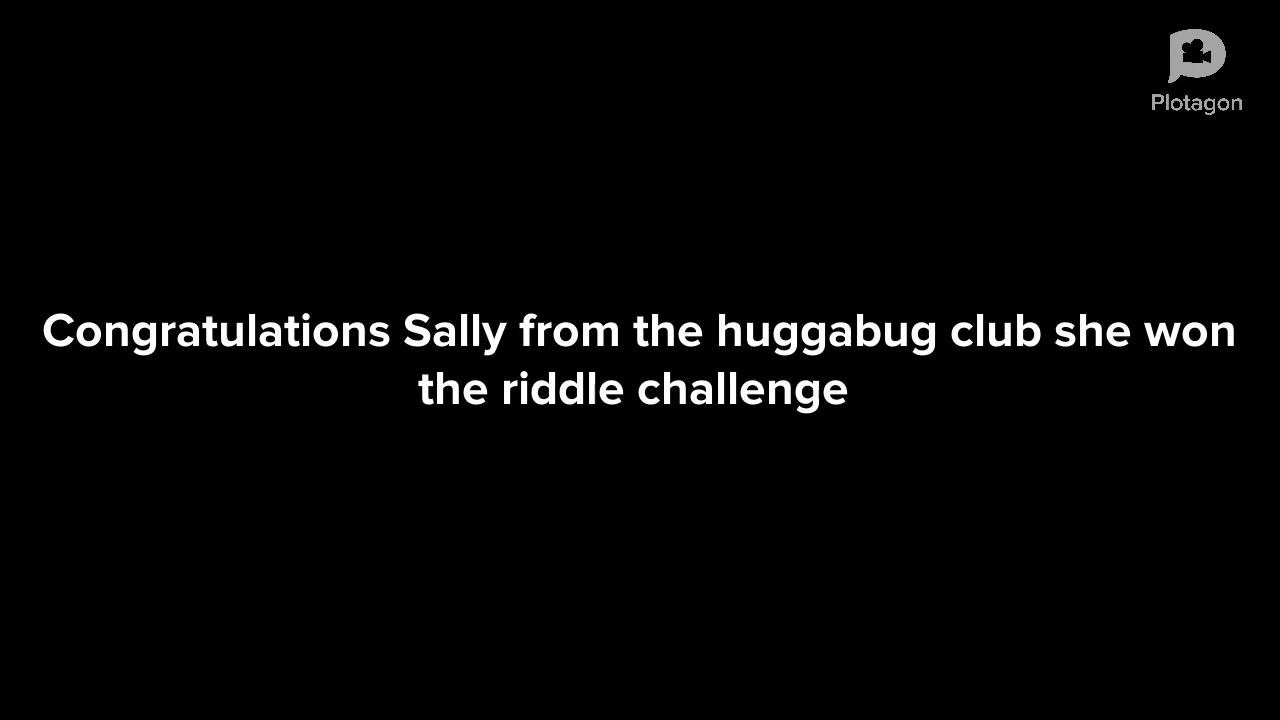 Plotagon
Congratulations Sally from the huggabug club she won
the riddle challenge